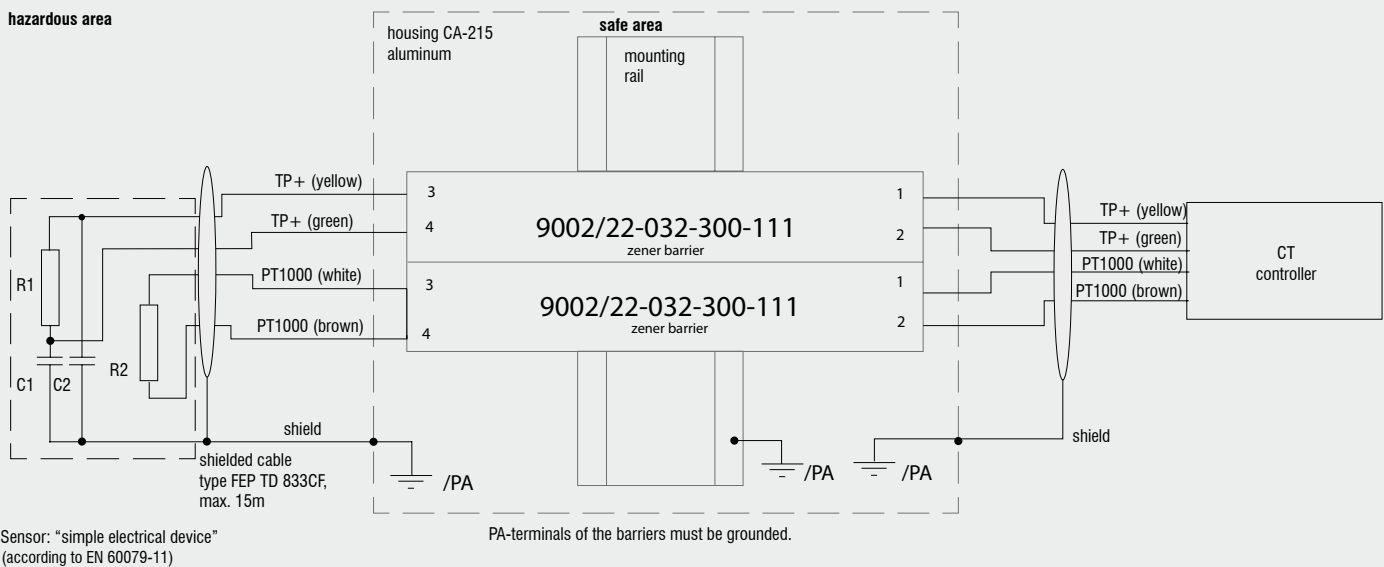 hazardous area
housing CA-215
aluminum
safe area
mounting
rail
TP+ (yellow)
3
1
TP+ (green)
4
9002/22-032-300-111
zener barrier
2
PT1000 (white)
3
1
PT1000 (brown)
4
9002/22-032-300-111
zener barrier
2
TP+ (yellow)
TP+ (green)
PT1000 (white)
PT1000 (brown)
CT
controller
R1
C1
C2
R2
shield
shielded cable
type FEP TD 833CF,
max. 15m
/PA
/PA
/PA
shield
Sensor: “simple electrical device”
(according to EN 60079-11)
PA-terminals of the barriers must be grounded.